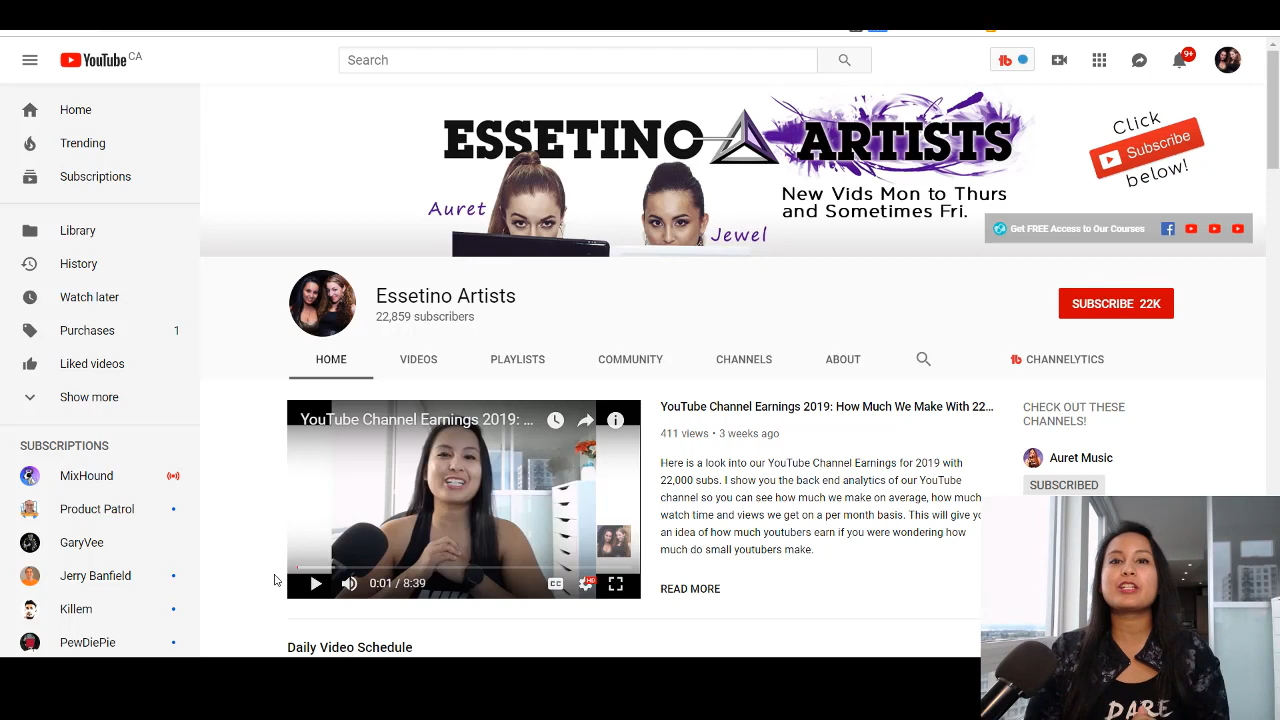 YouTube CA
Search
9+
Home
Trending
Subscriptions
Library
History
Watch later
Purchases 1
Liked videos
Show more
SUBSCRIPTIONS
MixHound
Product Patrol
GaryVee
Jerry Banfield
Killem
PewDiePie
ESSETINO ARTISTS
Auret
Jewel
New Vids Mon to Thurs
and Sometimes Fri.
Click
Subscribe
below!
Get FREE Access to Our Courses
Essetino Artists
22,859 subscribers
SUBSCRIBE 22K
HOME VIDEOS PLAYLISTS COMMUNITY CHANNELS ABOUT CHANNELYTICS
YouTube Channel Earnings 2019: ...
0:01 / 8:39
CC
HD
YouTube Channel Earnings 2019: How Much We Make With 22...
411 views • 3 weeks ago
Here is a look into our YouTube Channel Earnings for 2019 with
22,000 subs. I show you the back end analytics of our YouTube
channel so you can see how much we make on average, how much
watch time and views we get on a per month basis. This will give you
an idea of how much youtubers earn if you were wondering how
much do small youtubers make.
READ MORE
CHECK OUT THESE
CHANNELS!
Auret Music
SUBSCRIBED
Daily Video Schedule
DARE